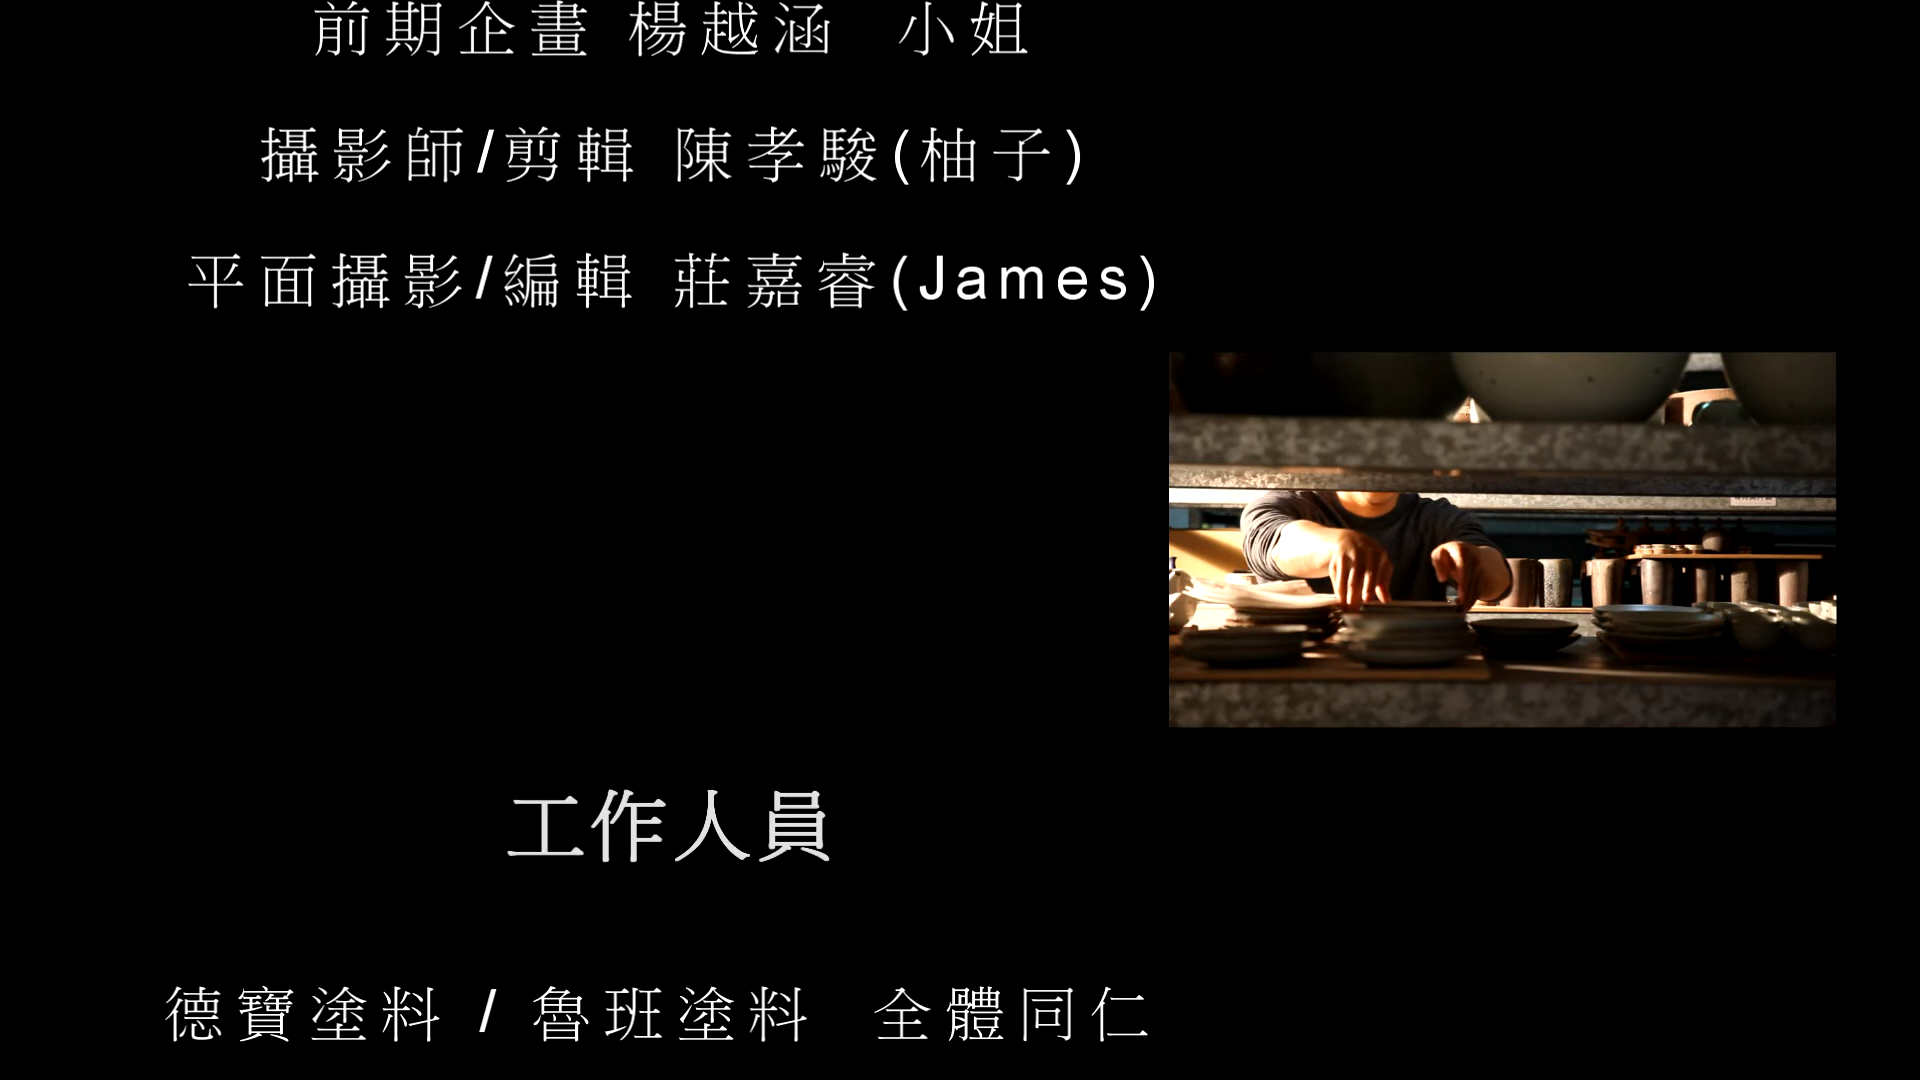 前期企畫 楊越涵 小姐
攝影師/剪輯 陳孝駿(柚子)
平面攝影/編輯 莊嘉睿(James)
工作人員
德寶塗料 / 魯班塗料 全體同仁